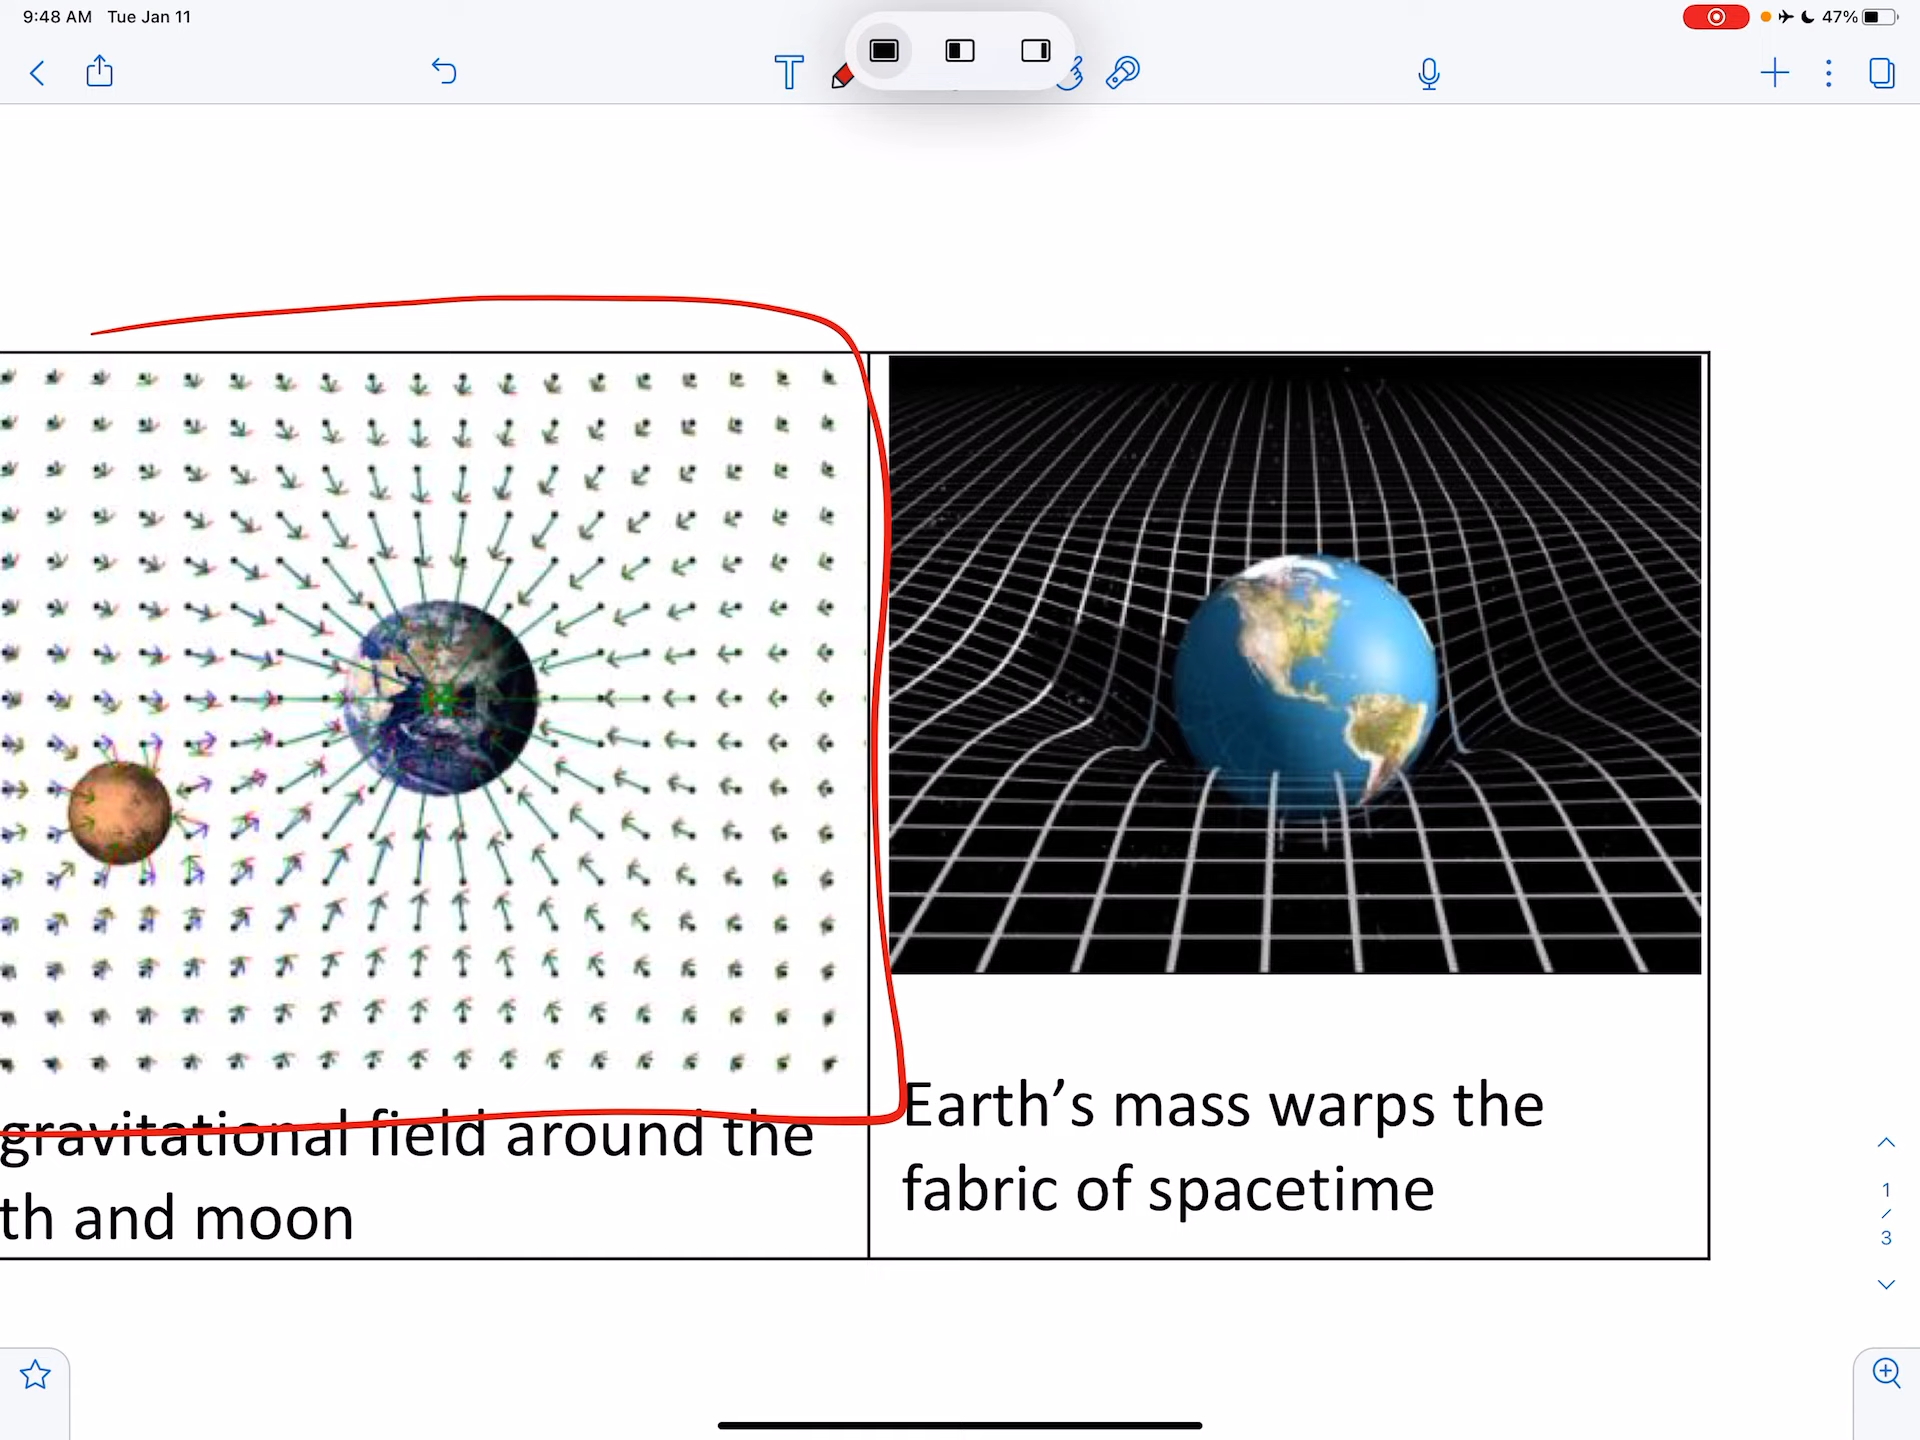 9:48 AM Tue Jan 11
47%
T
gravitational field around the
th and moon
Earth's mass warps the
fabric of spacetime
1
/
3